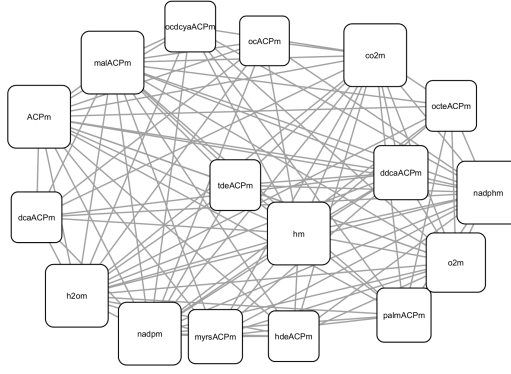 ocdcyaACPm
ocACPm
malACPm
co2m
ACPm
octeACPm
tdeACPm
ddcaACPm
nadphm
dcaACPm
hm
o2m
h2om
palmACPm
nadpm
myrsACPm
hdeACPm